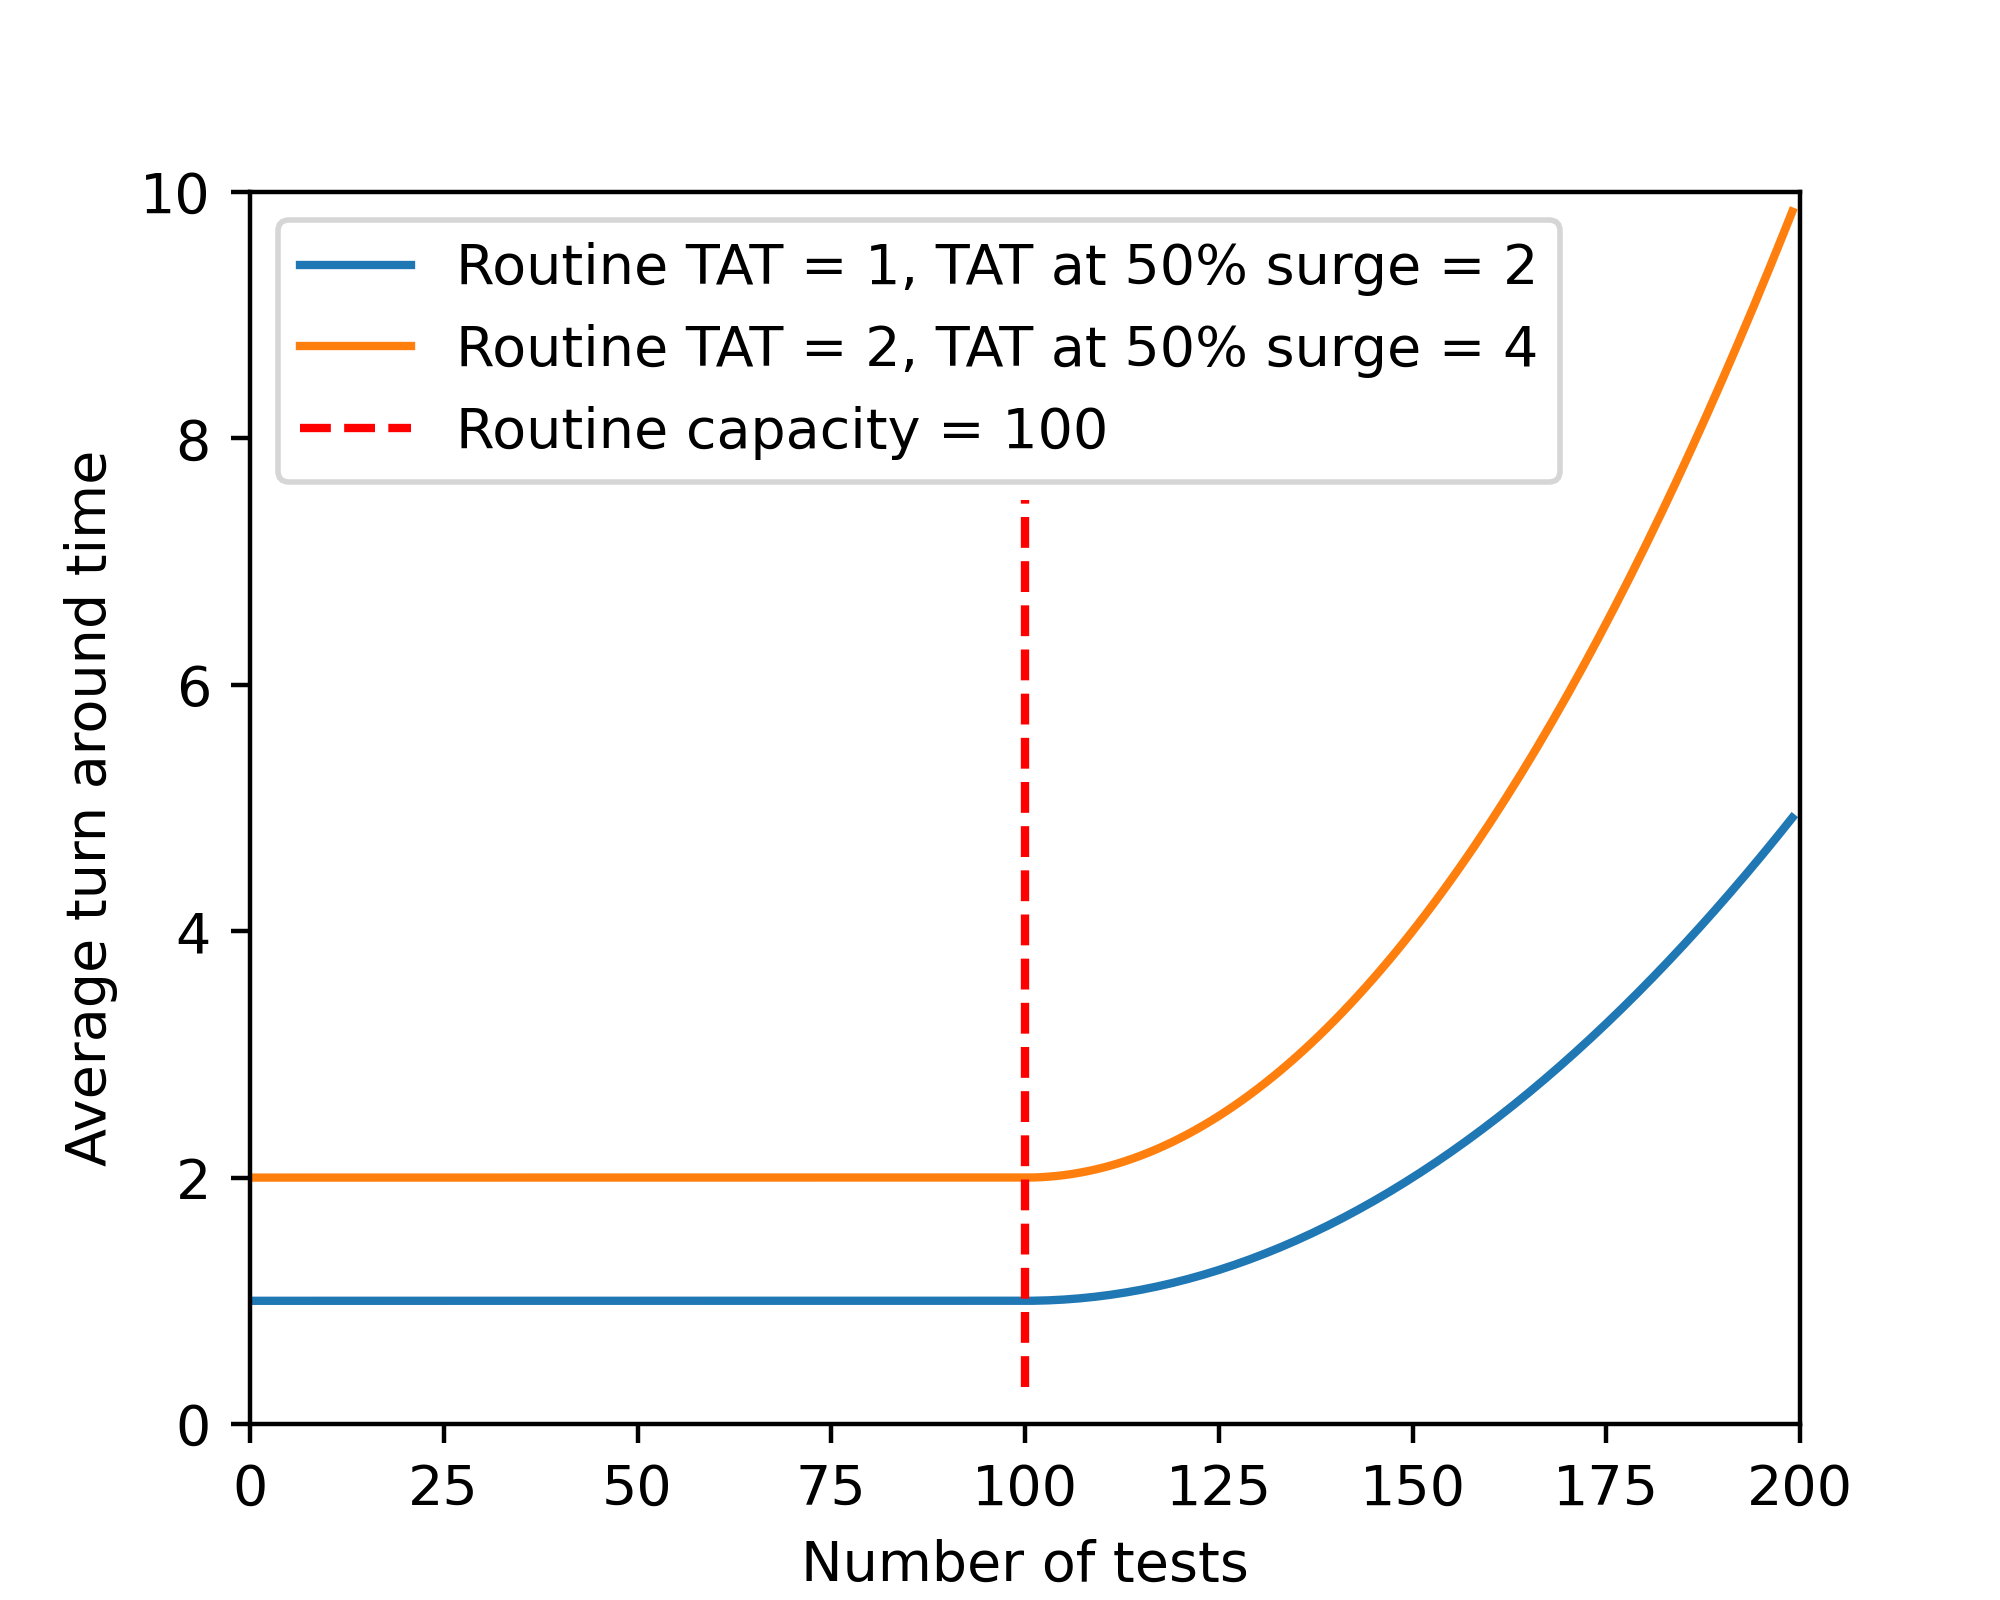 10
8
6
4
2
0
Average turn around time
Routine TAT = 1, TAT at 50% surge = 2
Routine TAT = 2, TAT at 50% surge = 4
Routine capacity = 100
0 25 50 75 100 125 150 175 200
Number of tests